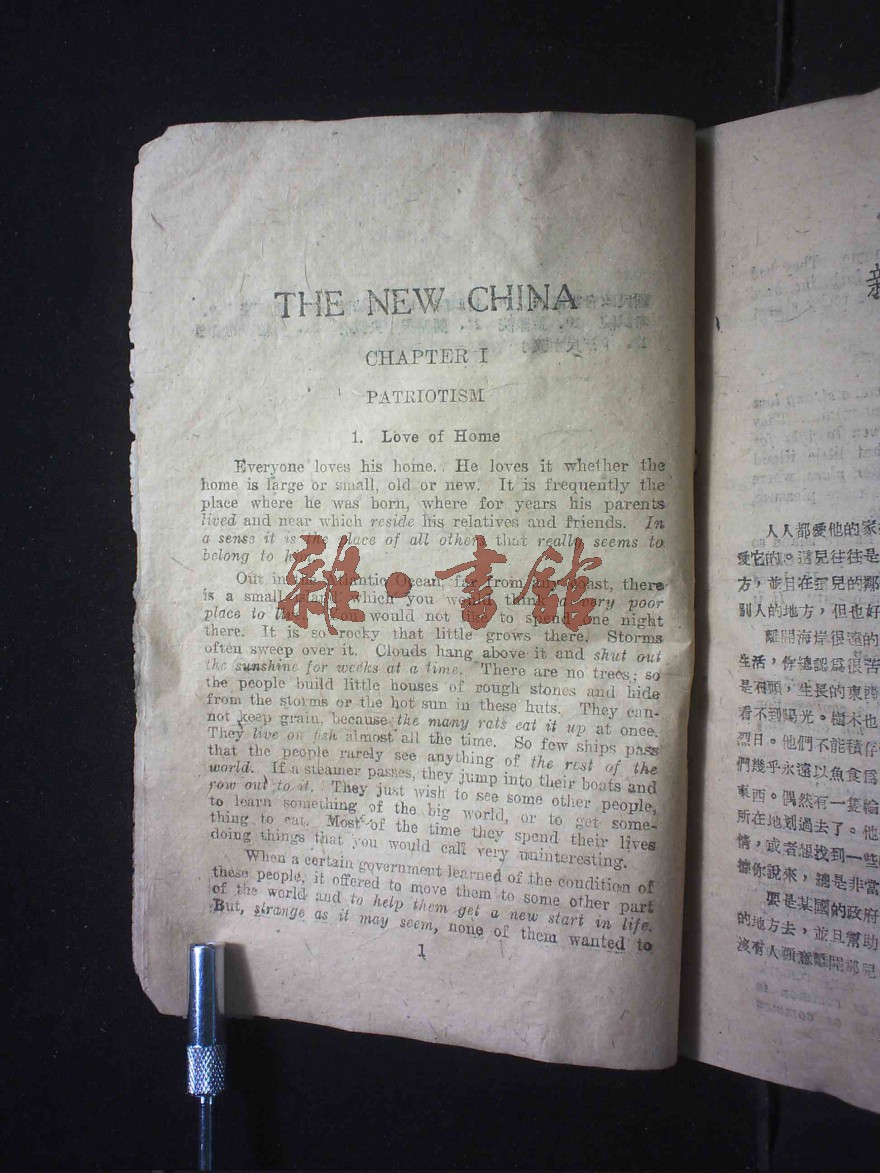 THE NEW CHINA
CHAPTER I
PATRIOTISM
1. Love of Home
Everyone loves his home. He loves it whether the
home is large or small, old or new. It is frequently the
place where he was born, where for years his parents
lived and near which reside his relatives and friends. In
a sense it is the place of all others that really seems to
belong to him.
Out in the Atlantic Ocean, far from any coast, there
is a small island which you would think a very poor
place to live. You would not like to spend one night
there. It is so rocky that little grows there. Storms
often sweep over it. Clouds hang above it and shut out
the sunshine for weeks at a time. There are no trees; so
the people build little houses of rough stones and hide
from the storms or the hot sun in these huts. They can-
not keep grain, because the many rats eat it up at once.
They live on fish almost all the time. So few ships pass
that the people rarely see anything of the rest of the
world. If a steamer passes, they jump into their boats and
row out to it. They just wish to see some other people,
to learn something of the big world, or to get some-
thing to eat. Most of the time they spend their lives
doing things that you would call very uninteresting.
When a certain government learned of the condition of
these people, it offered to move them to some other part
of the world and to help them get a new start in life.
But, strange as it may seem, none of them wanted to
1
雜·書館
新
人人都愛他的家
愛它的。這兒往往是
方，並且在這兒的鄰
別人的地方，但也好
離開海岸很遠的
生活，你總認爲很苦
是石頭，生長的東西
看不到陽光。樹木也
烈日。他們不能積存
們幾乎永遠以魚食爲
東西。偶然有一隻輪
所在地划過去了。他
情，或者想找到一些
據你說來，總是非常
要是某國的政府
的地方去，並且幫助
沒有人願意離開那兒